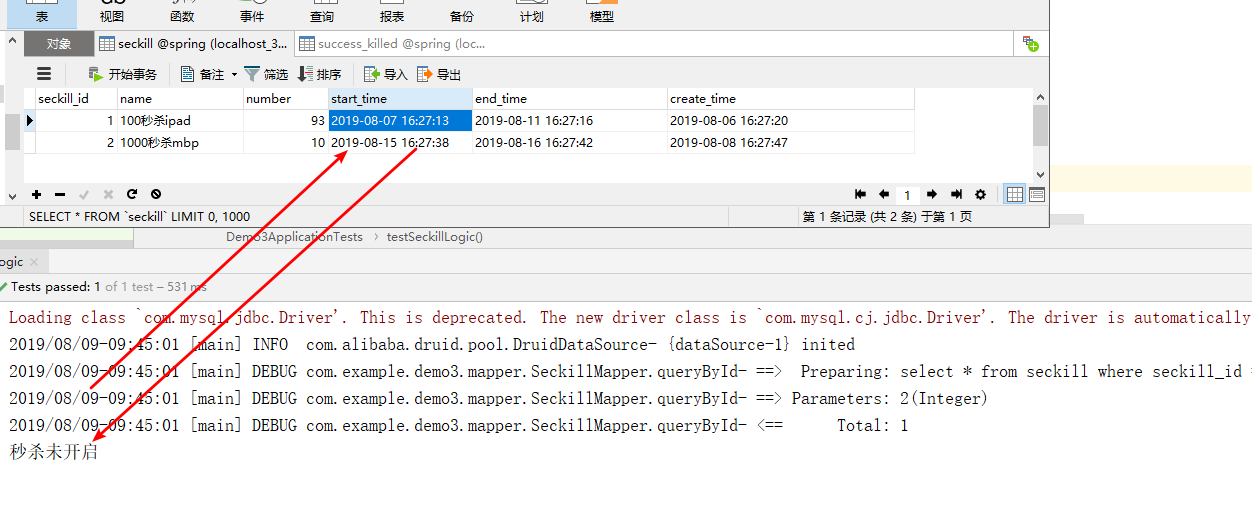 表 视图 函数 事件 查询 报表 备份 计划 模型
对象 seckill @spring (localhost_3... success_killed @spring (loc...
开始事务 备注 筛选 排序 导入 导出
seckill_id name number start_time end_time create_time
1 100秒杀ipad 93 2019-08-07 16:27:13 2019-08-11 16:27:16 2019-08-06 16:27:20
2 1000秒杀mbp 10 2019-08-15 16:27:38 2019-08-16 16:27:42 2019-08-08 16:27:47
1
SELECT * FROM `seckill` LIMIT 0, 1000 第 1 条记录 (共 2 条) 于第 1 页
Demo3ApplicationTests › testSeckillLogic()
ogic ×
Tests passed: 1 of 1 test – 531 ms
Loading class `com.mysql.jdbc.Driver'. This is deprecated. The new driver class is `com.mysql.cj.jdbc.Driver'. The driver is automatically
2019/08/09-09:45:01 [main] INFO com.alibaba.druid.pool.DruidDataSource- {dataSource-1} inited
2019/08/09-09:45:01 [main] DEBUG com.example.demo3.mapper.SeckillMapper.queryById- ==> Preparing: select * from seckill where seckill_id =
2019/08/09-09:45:01 [main] DEBUG com.example.demo3.mapper.SeckillMapper.queryById- ==> Parameters: 2(Integer)
2019/08/09-09:45:01 [main] DEBUG com.example.demo3.mapper.SeckillMapper.queryById- <== Total: 1
秒杀未开启